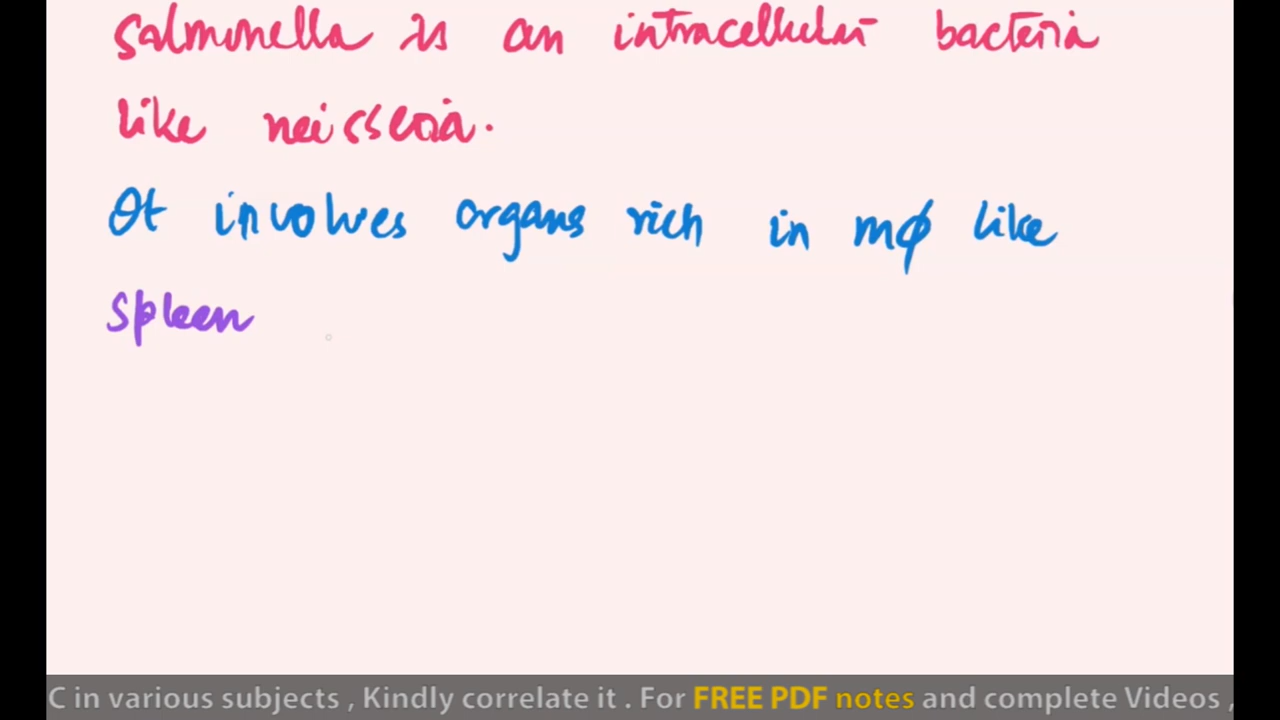 Salmonella is an intracellular bacteria
like neisseria.
It involves organs rich in mϕ like
spleen
C in various subjects , Kindly correlate it . For FREE PDF notes and complete Videos ,